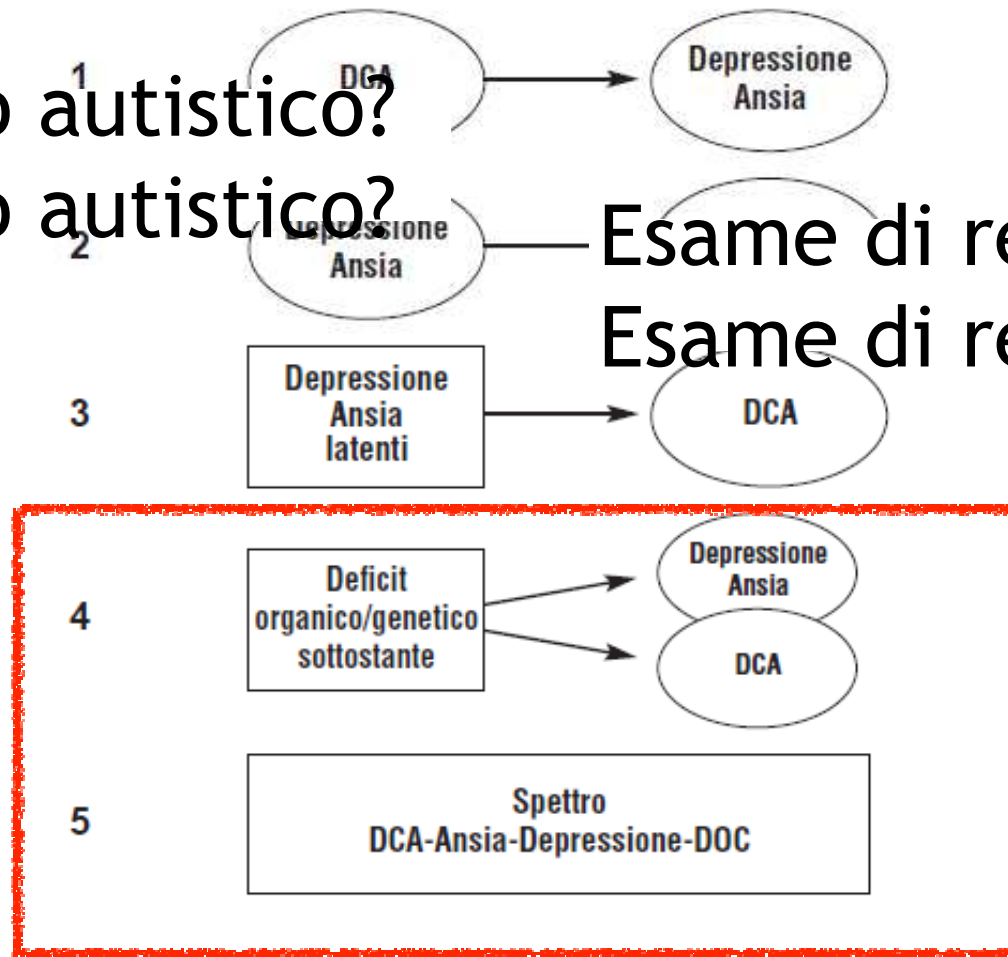 1
DCA
Depressione
Ansia
o autistico?
o autistico?
2
Depressione
Ansia
Esame di re
Esame di re
3
Depressione
Ansia
latenti
DCA
4
Deficit
organico/genetico
sottostante
Depressione
Ansia
DCA
5
Spettro
DCA-Ansia-Depressione-DOC